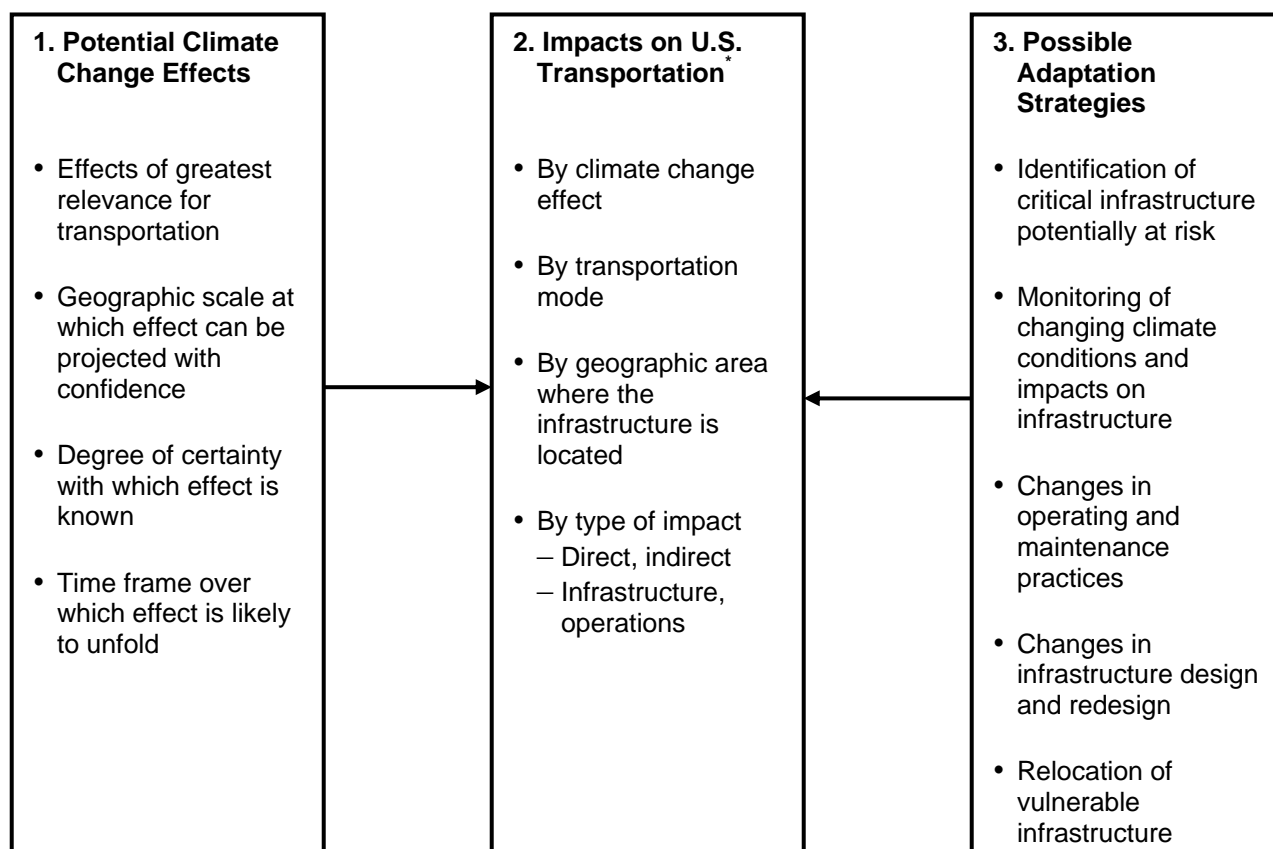 1. Potential Climate
Change Effects
• Effects of greatest
relevance for
transportation
• Geographic scale at
which effect can be
projected with
confidence
• Degree of certainty
with which effect is
known
• Time frame over
which effect is likely
to unfold
2. Impacts on U.S.
Transportation*
• By climate change
effect
• By transportation
mode
• By geographic area
where the
infrastructure is
located
• By type of impact
– Direct, indirect
– Infrastructure,
operations
3. Possible
Adaptation
Strategies
• Identification of
critical infrastructure
potentially at risk
• Monitoring of
changing climate
conditions and
impacts on
infrastructure
• Changes in
operating and
maintenance
practices
• Changes in
infrastructure design
and redesign
• Relocation of
vulnerable
infrastructure